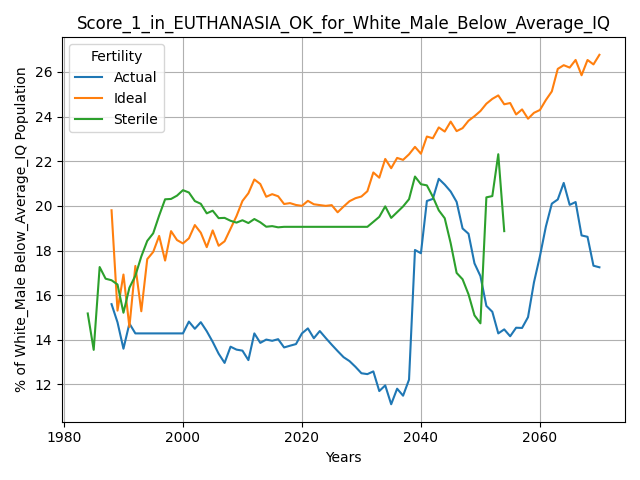 Score_1_in_EUTHANASIA_OK_for_White_Male_Below_Average_IQ
Fertility
Actual
Ideal
Sterile
% of White_Male Below_Average_IQ Population
26
24
22
20
18
16
14
12
1980 2000 2020 2040 2060
Years